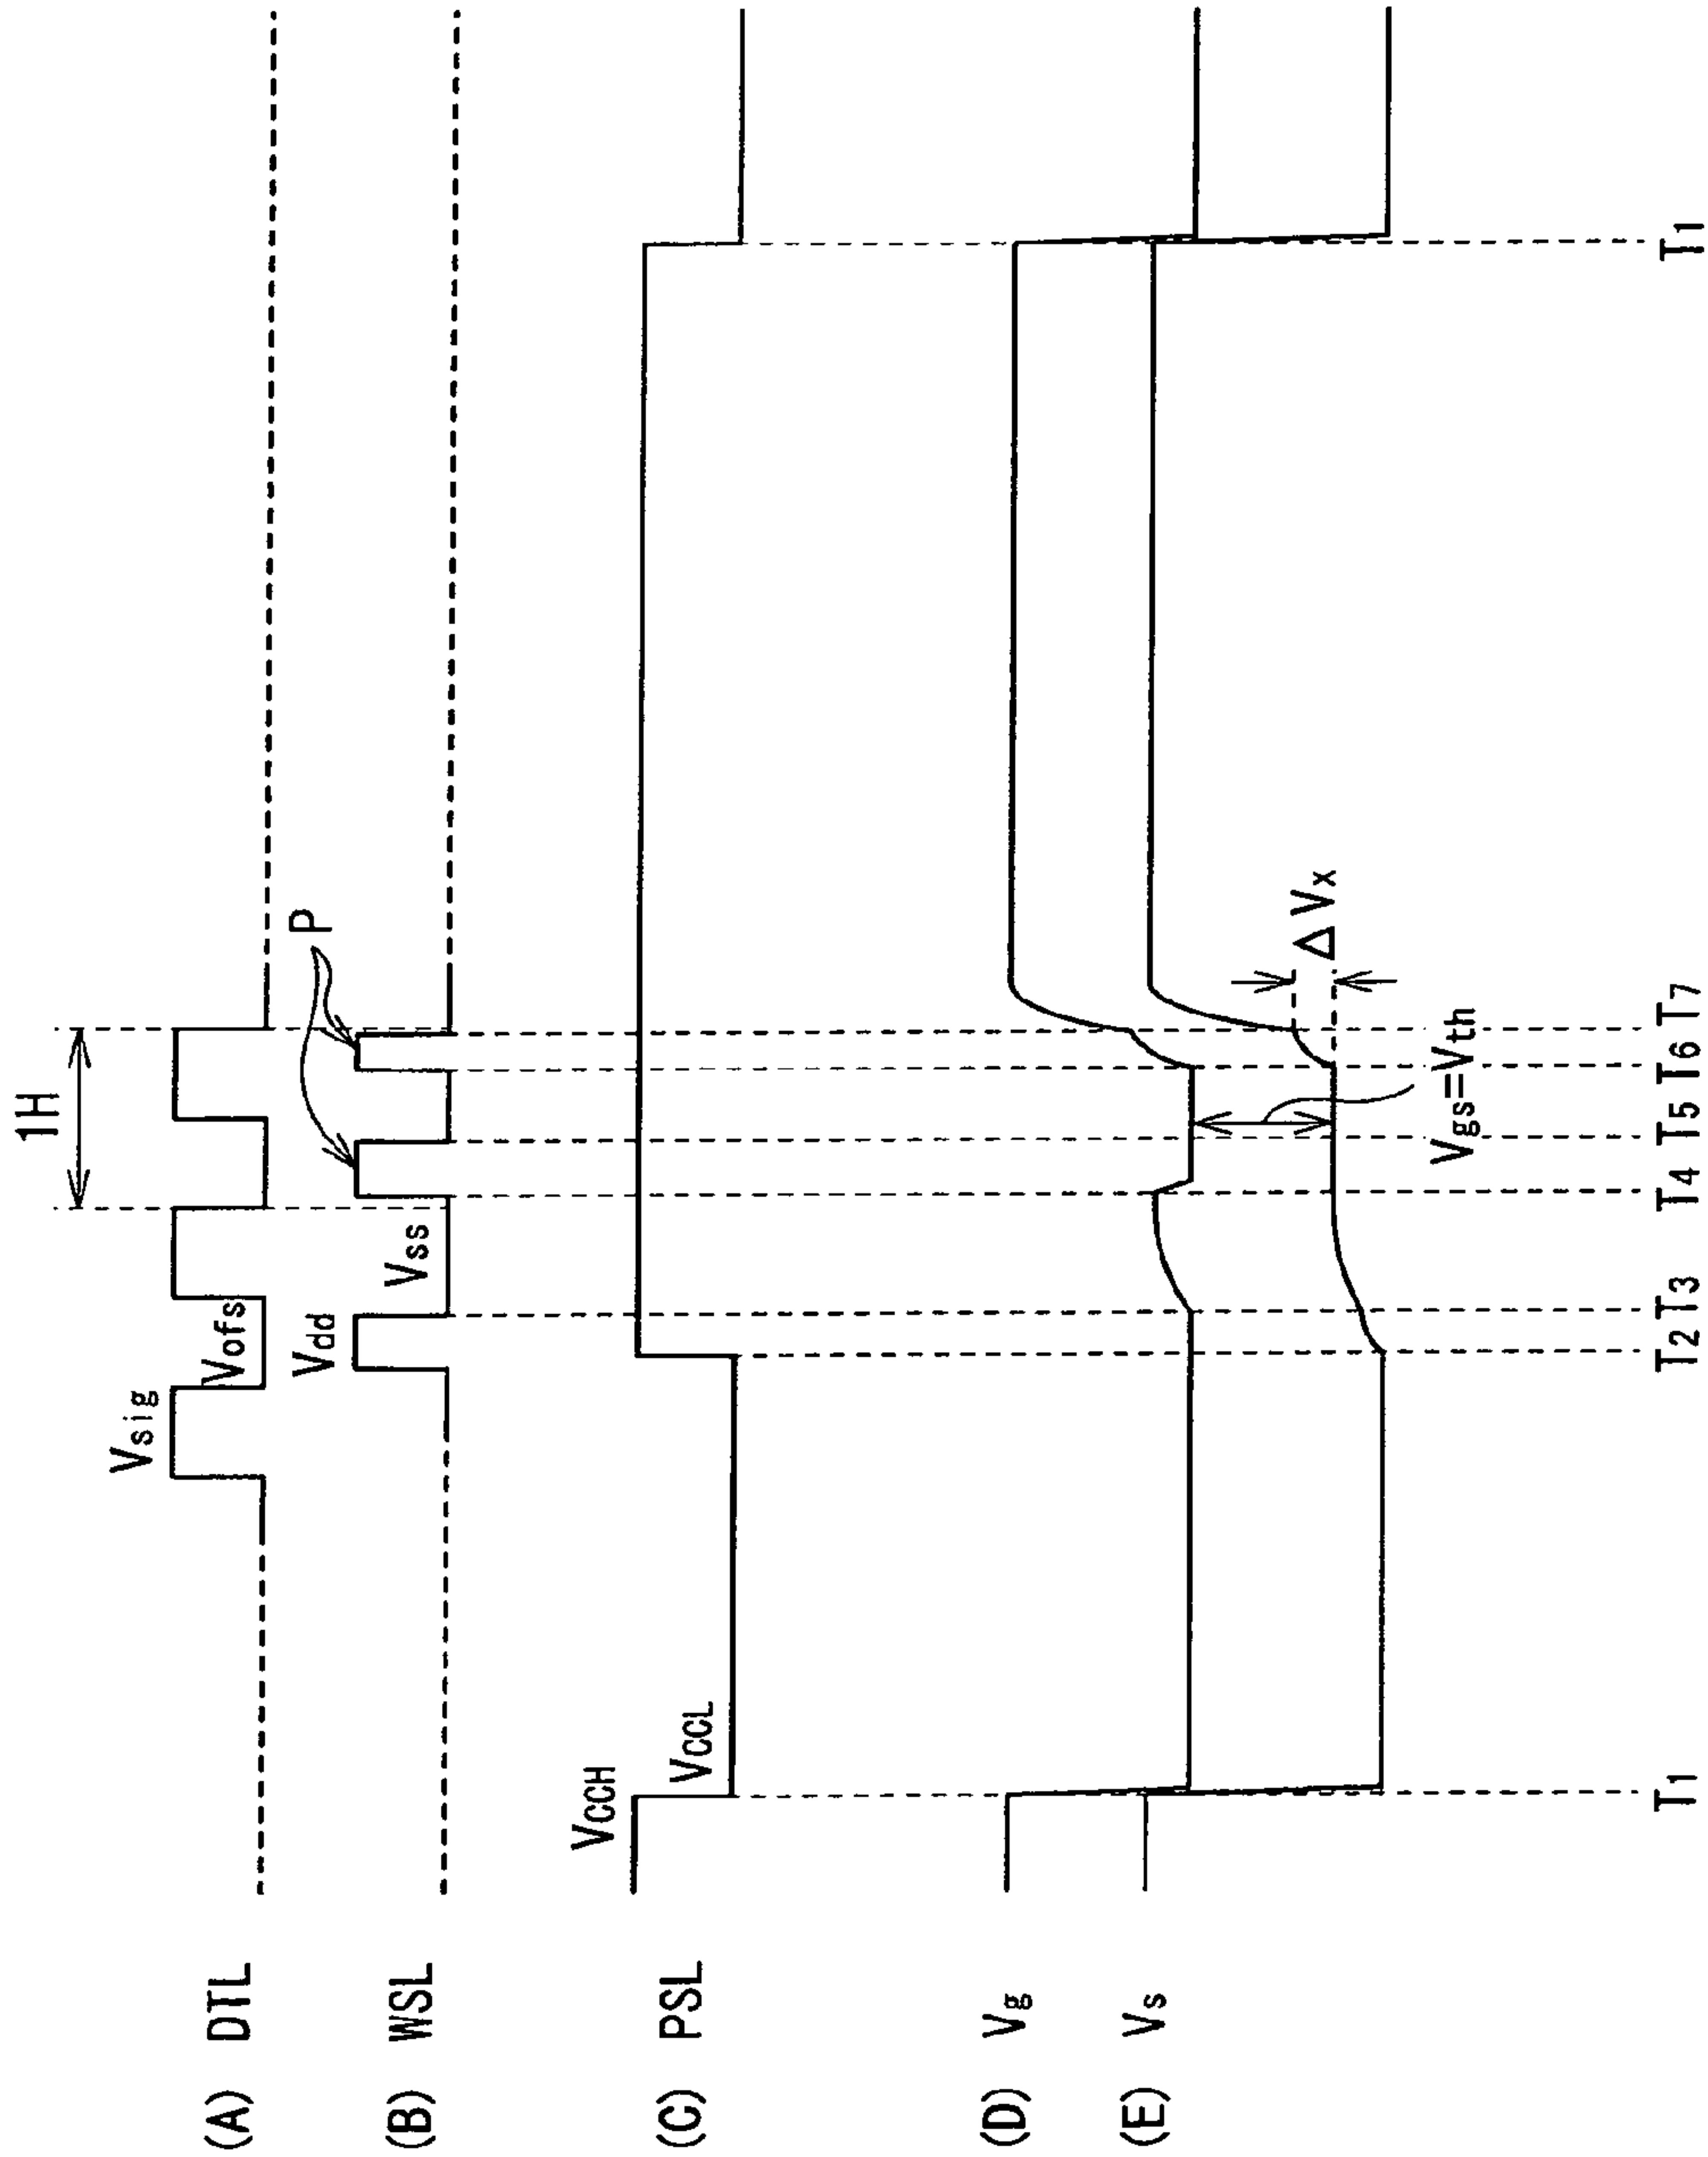 1H
(A) DTL
Vsig
Vofs
P
(B) WSL
Vdd
Vss
(C) PSL
VCCH
VCCL
(D) Vg
(E) Vs
ΔVx
Vgs=Vth
T1
T2
T3
T4
T5
T6
T7
T1